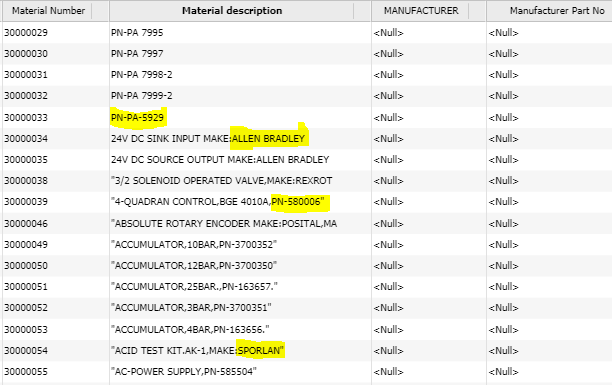 Material Number Material description MANUFACTURER Manufacturer Part No
30000029 PN-PA 7995 <Null> <Null>
30000030 PN-PA 7997 <Null> <Null>
30000031 PN-PA 7998-2 <Null> <Null>
30000032 PN-PA 7999-2 <Null> <Null>
30000033 PN-PA-5929 <Null> <Null>
30000034 24V DC SINK INPUT MAKE:ALLEN BRADLEY <Null> <Null>
30000035 24V DC SOURCE OUTPUT MAKE:ALLEN BRADLEY <Null> <Null>
30000038 "3/2 SOLENOID OPERATED VALVE,MAKE:REXROT <Null> <Null>
30000039 "4-QUADRAN CONTROL,BGE 4010A,PN-580006" <Null> <Null>
30000046 "ABSOLUTE ROTARY ENCODER MAKE:POSITAL,MA <Null> <Null>
30000049 "ACCUMULATOR,10BAR,PN-3700352" <Null> <Null>
30000050 "ACCUMULATOR,12BAR,PN-3700350" <Null> <Null>
30000051 "ACCUMULATOR,25BAR.,PN-163657." <Null> <Null>
30000052 "ACCUMULATOR,3BAR,PN-3700351" <Null> <Null>
30000053 "ACCUMULATOR,4BAR,PN-163656." <Null> <Null>
30000054 "ACID TEST KIT.AK-1,MAKE:SPORLAN" <Null> <Null>
30000055 "AC-POWER SUPPLY,PN-585504" <Null> <Null>